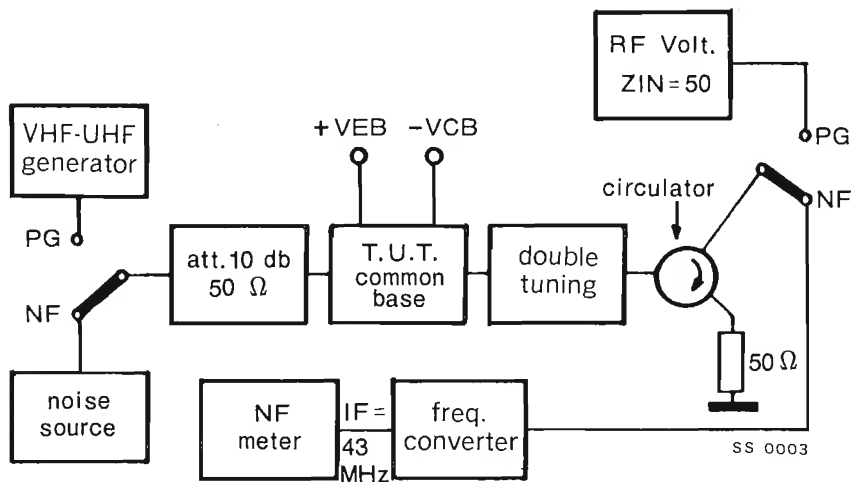 RF Volt.
ZIN=50
VHF-UHF
generator
+VEB
-VCB
PG
circulator
NF
PG
att.10 db
50 Ω
T.U.T.
common
base
double
tuning
NF
noise
source
NF
meter
IF=
43
MHz
freq.
converter
50Ω
SS 0003